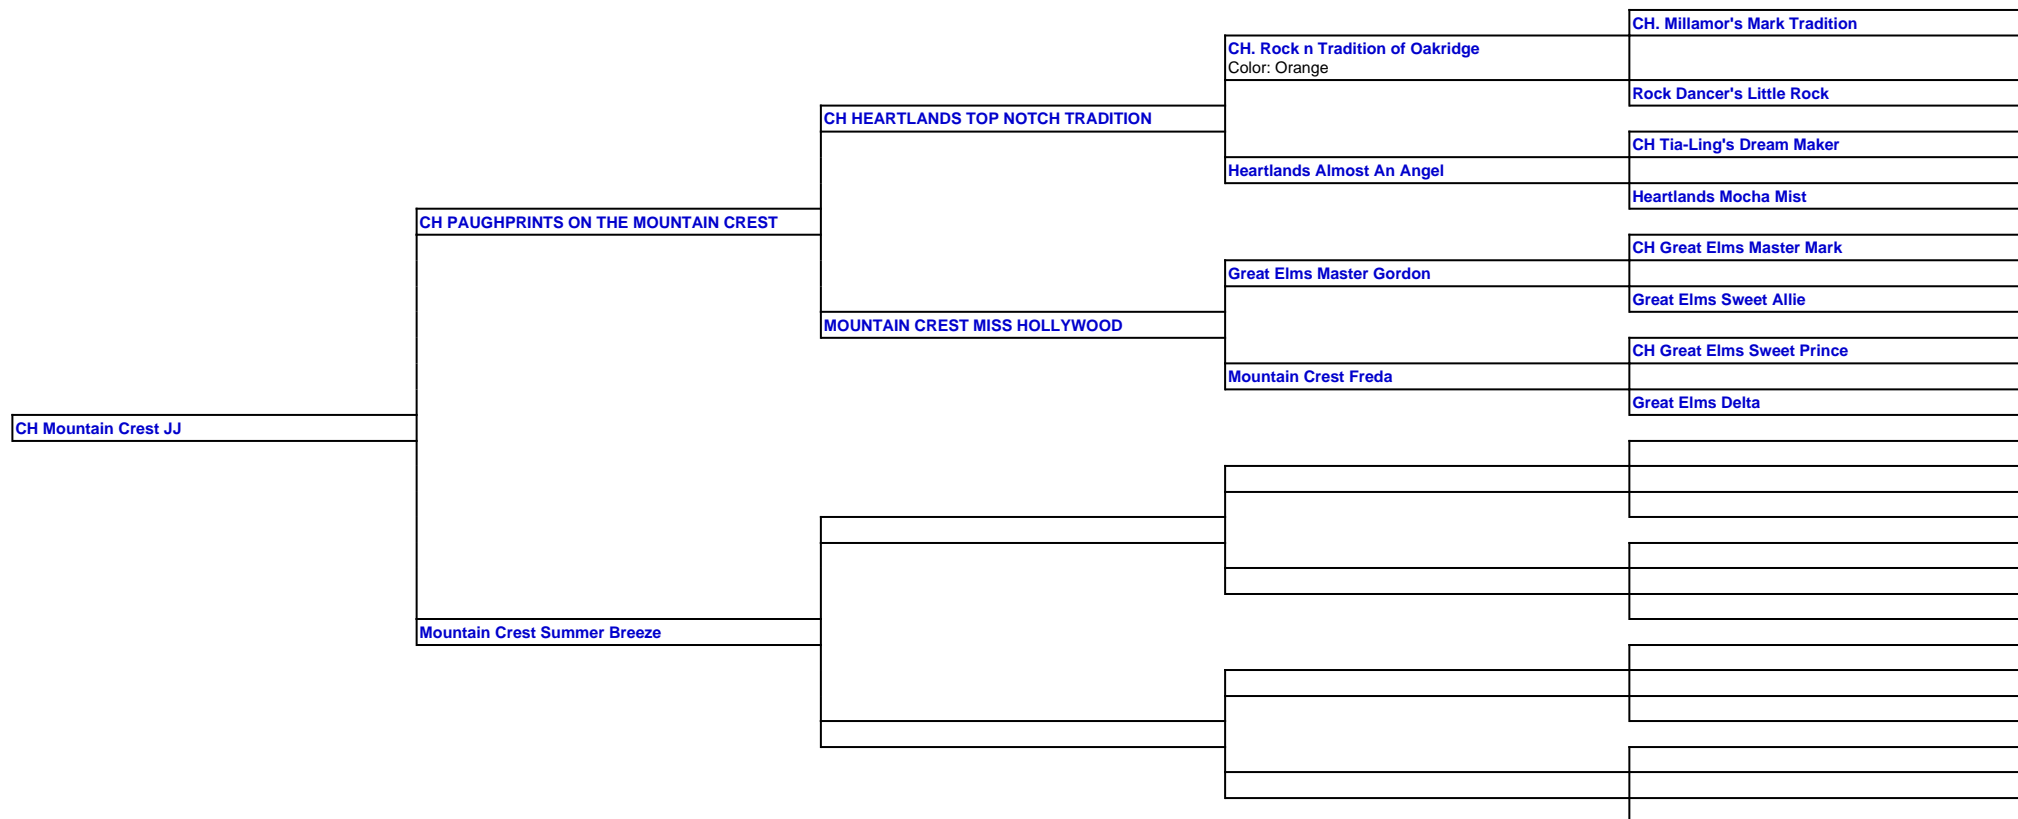 CH. Millamor's Mark Tradition
CH. Rock n Tradition of Oakridge
Color: Orange
Rock Dancer's Little Rock
CH HEARTLANDS TOP NOTCH TRADITION
CH Tia-Ling's Dream Maker
Heartlands Almost An Angel
Heartlands Mocha Mist
CH PAUGHPRINTS ON THE MOUNTAIN CREST
CH Great Elms Master Mark
Great Elms Master Gordon
Great Elms Sweet Allie
MOUNTAIN CREST MISS HOLLYWOOD
CH Great Elms Sweet Prince
Mountain Crest Freda
Great Elms Delta
CH Mountain Crest JJ
Mountain Crest Summer Breeze